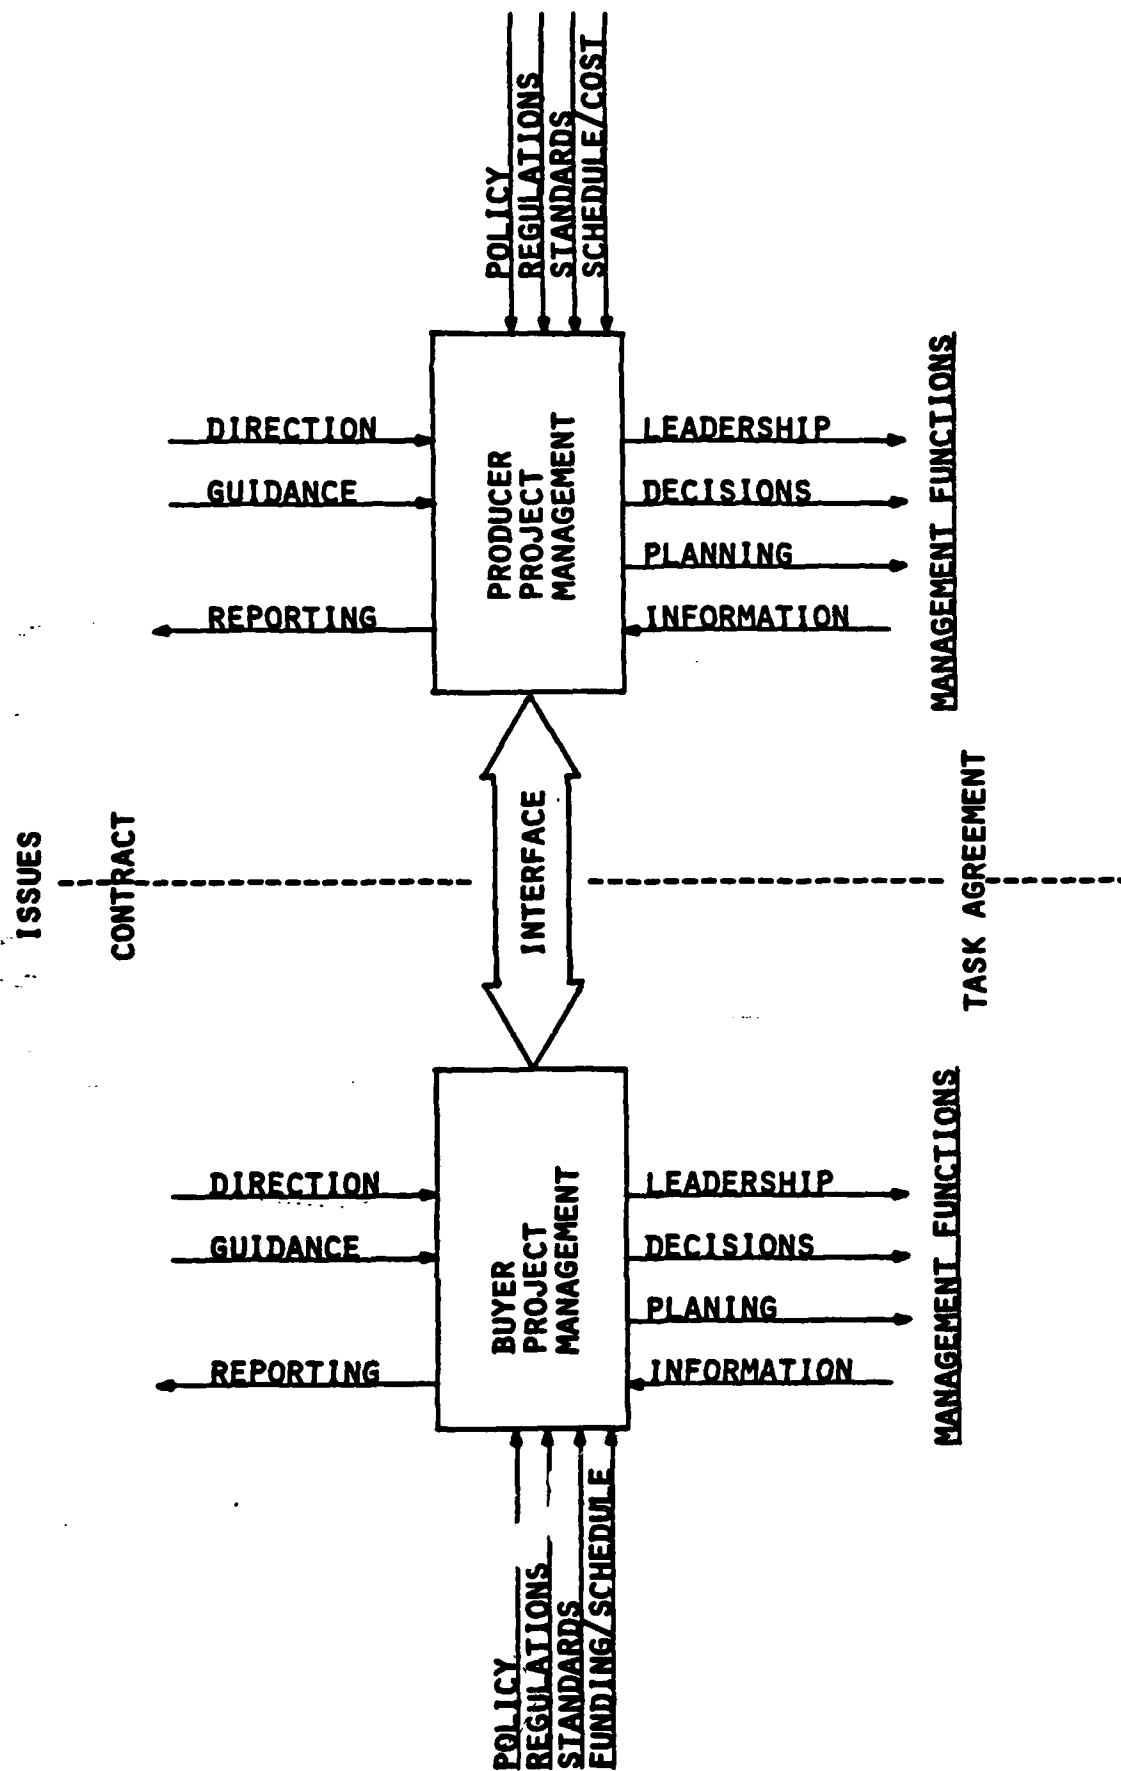 ISSUES
CONTRACT
REPORTING
GUIDANCE
DIRECTION
REPORTING
GUIDANCE
DIRECTION
POLICY
REGULATIONS
STANDARDS
FUNDING/SCHEDULE
BUYER
PROJECT
MANAGEMENT
INTERFACE
PRODUCER
PROJECT
MANAGEMENT
POLICY
REGULATIONS
STANDARDS
SCHEDULE/COST
INFORMATION
PLANING
DECISIONS
LEADERSHIP
INFORMATION
PLANNING
DECISIONS
LEADERSHIP
MANAGEMENT FUNCTIONS
MANAGEMENT FUNCTIONS
TASK AGREEMENT